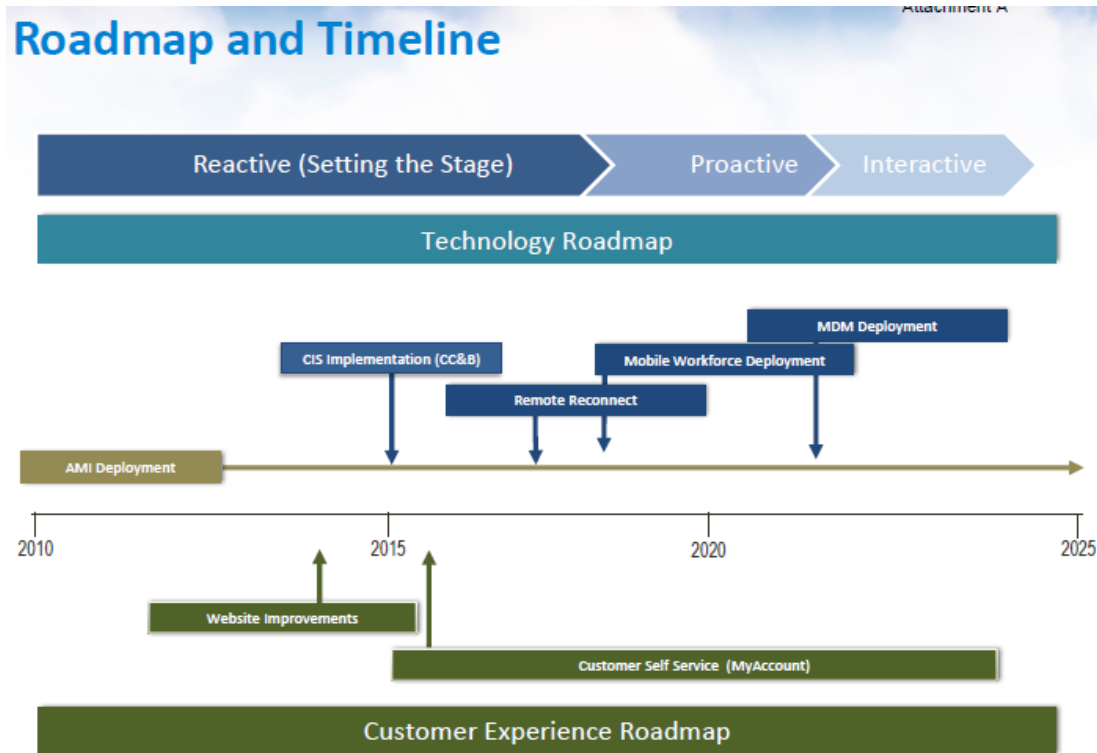 Attachment A
Roadmap and Timeline
Reactive (Setting the Stage)
Proactive
Interactive
Technology Roadmap
MDM Deployment
CIS Implementation (CC&B)
Mobile Workforce Deployment
Remote Reconnect
AMI Deployment
2010
2015
2020
2025
Website Improvements
Customer Self Service (MyAccount)
Customer Experience Roadmap